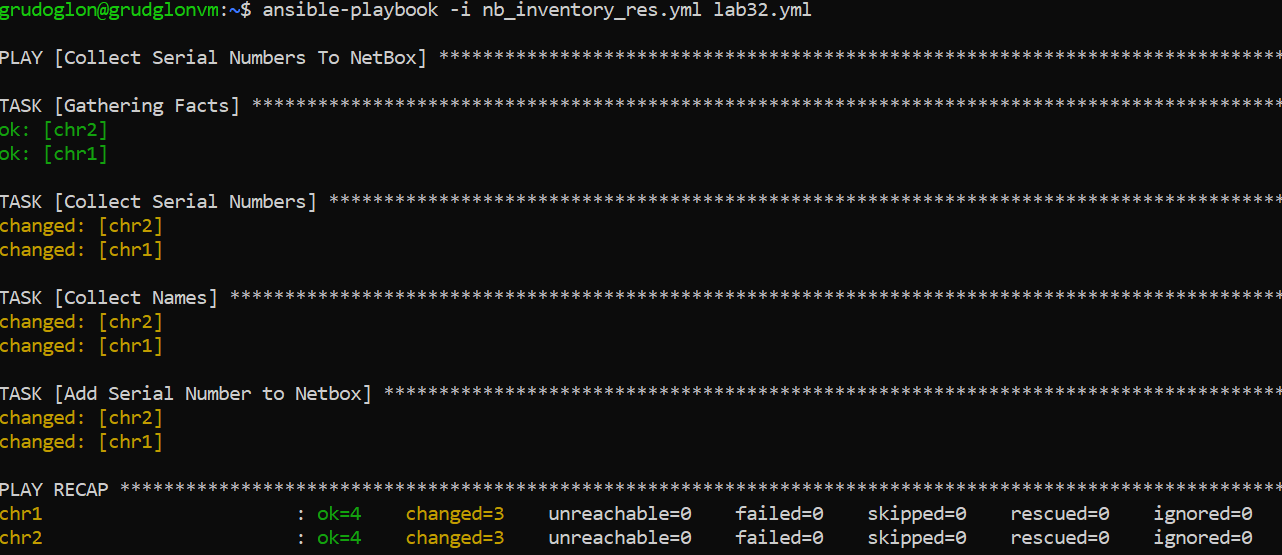 grudoglon@grudglonvm:~$ ansible-playbook -i nb_inventory_res.yml lab32.yml
PLAY [Collect Serial Numbers To NetBox] *****************************************************************************
TASK [Gathering Facts] *********************************************************************************************
ok: [chr2]
ok: [chr1]
TASK [Collect Serial Numbers] **************************************************************************************
changed: [chr2]
changed: [chr1]
TASK [Collect Names] ***********************************************************************************************
changed: [chr2]
changed: [chr1]
TASK [Add Serial Number to Netbox] *********************************************************************************
changed: [chr2]
changed: [chr1]
PLAY RECAP *********************************************************************************************************
chr1                       : ok=4    changed=3    unreachable=0    failed=0    skipped=0    rescued=0    ignored=0
chr2                       : ok=4    changed=3    unreachable=0    failed=0    skipped=0    rescued=0    ignored=0